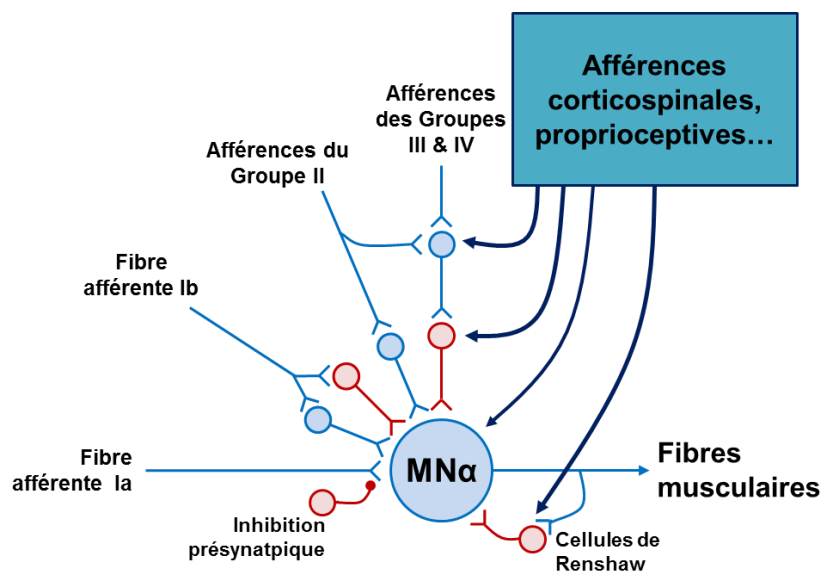 Afférences
corticospinales,
proprioceptives…
Afférences
des Groupes
III & IV
Afférences du
Groupe II
Fibre
afférente Ib
Fibre
afférente Ia
MNα
Fibres
musculaires
Inhibition
présynatpique
Cellules de
Renshaw